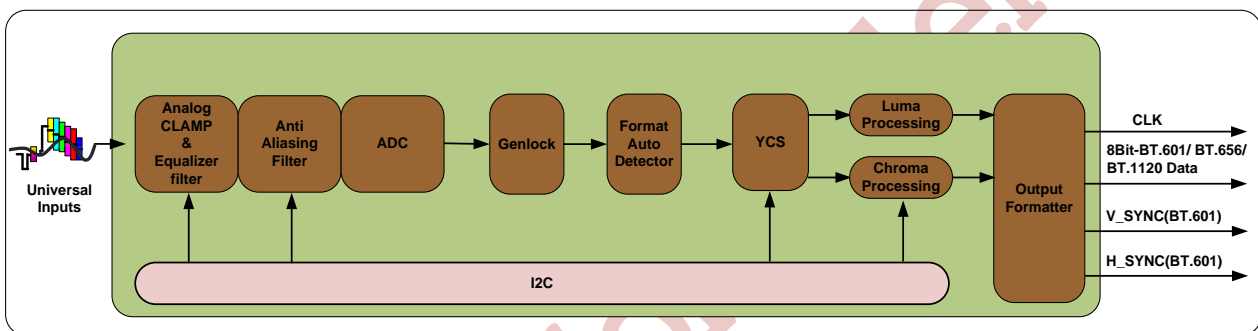 Universal
Inputs
Analog
CLAMP
&
Equalizer
filter
Anti
Aliasing
Filter
ADC
Genlock
Format
Auto
Detector
YCS
Luma
Processing
Chroma
Processing
Output
Formatter
CLK
8Bit-BT.601/ BT.656/
BT.1120 Data
V_SYNC(BT.601)
H_SYNC(BT.601)
I2C